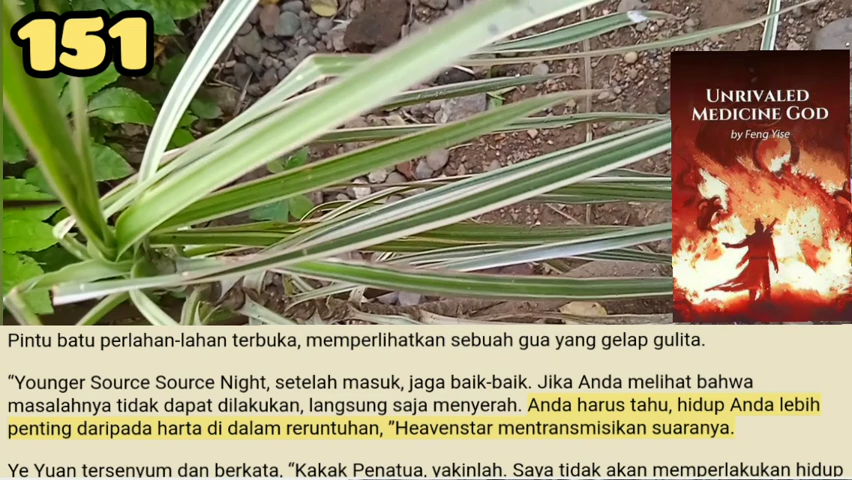 151
UNRIVALED
MEDICINE GOD
by Feng Yise
Pintu batu perlahan-lahan terbuka, memperlihatkan sebuah gua yang gelap gulita.
“Younger Source Source Night, setelah masuk, jaga baik-baik. Jika Anda melihat bahwa
masalahnya tidak dapat dilakukan, langsung saja menyerah. Anda harus tahu, hidup Anda lebih
penting daripada harta di dalam reruntuhan, ”Heavenstar mentransmisikan suaranya.
Ye Yuan tersenyum dan berkata, “Kakak Penatua, yakinlah. Saya tidak akan memperlakukan hidup